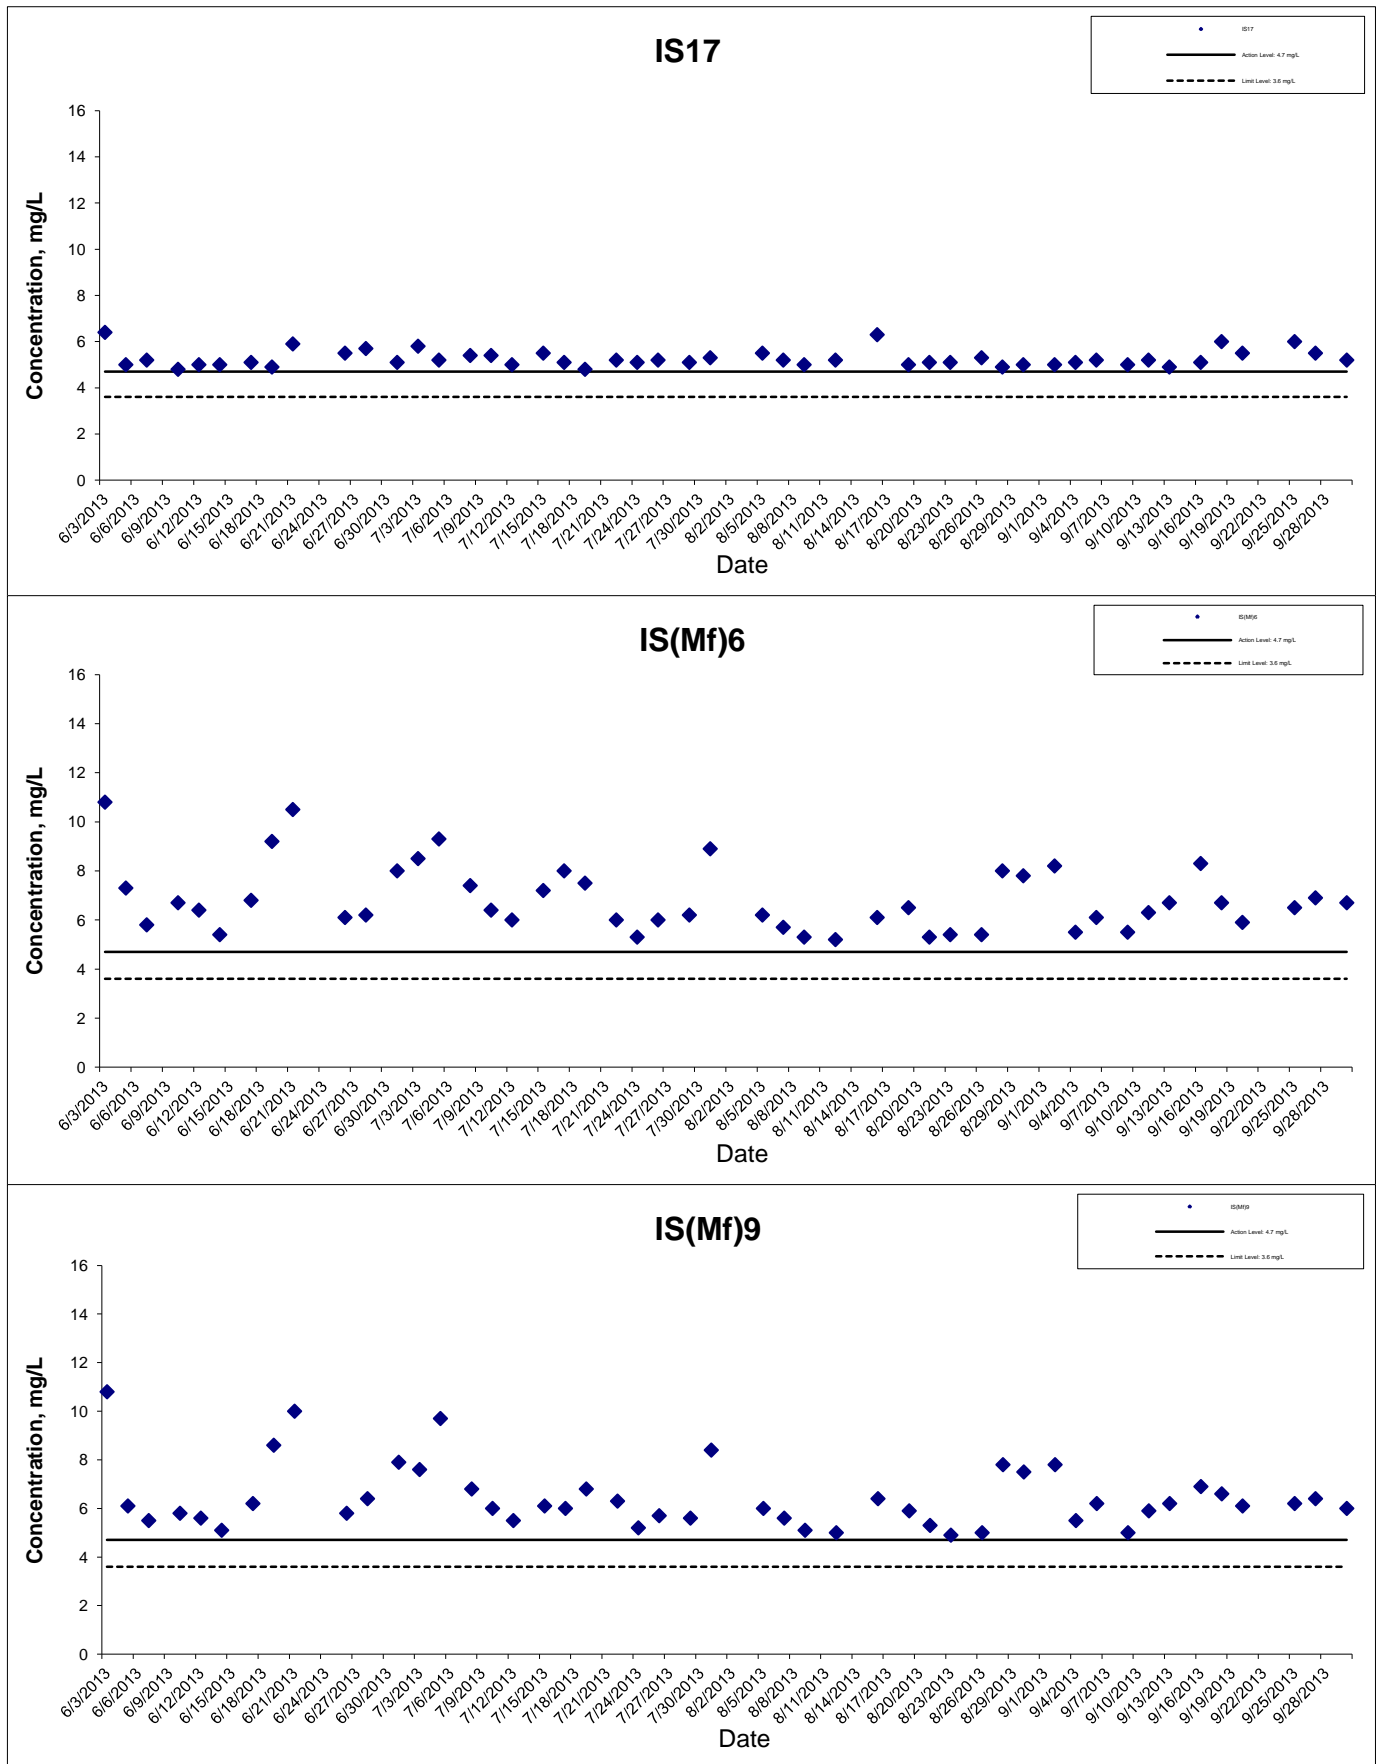 IS17
IS17
Action Level: 4.7 mg/L
Limit Level: 3.6 mg/L
Concentration, mg/L
16
14
12
10
8
6
4
2
0
6/3/2013 6/6/2013 6/9/2013 6/12/2013 6/15/2013 6/18/2013 6/21/2013 6/24/2013 6/27/2013 6/30/2013 7/3/2013 7/6/2013 7/9/2013 7/12/2013 7/15/2013 7/18/2013 7/21/2013 7/24/2013 7/27/2013 7/30/2013 8/2/2013 8/5/2013 8/8/2013 8/11/2013 8/14/2013 8/17/2013 8/20/2013 8/23/2013 8/26/2013 8/29/2013 9/1/2013 9/4/2013 9/7/2013 9/10/2013 9/13/2013 9/16/2013 9/19/2013 9/22/2013 9/25/2013 9/28/2013
Date
IS(Mf)6
IS(Mf)6
Action Level: 4.7 mg/L
Limit Level: 3.6 mg/L
Concentration, mg/L
16
14
12
10
8
6
4
2
0
6/3/2013 6/6/2013 6/9/2013 6/12/2013 6/15/2013 6/18/2013 6/21/2013 6/24/2013 6/27/2013 6/30/2013 7/3/2013 7/6/2013 7/9/2013 7/12/2013 7/15/2013 7/18/2013 7/21/2013 7/24/2013 7/27/2013 7/30/2013 8/2/2013 8/5/2013 8/8/2013 8/11/2013 8/14/2013 8/17/2013 8/20/2013 8/23/2013 8/26/2013 8/29/2013 9/1/2013 9/4/2013 9/7/2013 9/10/2013 9/13/2013 9/16/2013 9/19/2013 9/22/2013 9/25/2013 9/28/2013
Date
IS(Mf)9
IS(Mf)9
Action Level: 4.7 mg/L
Limit Level: 3.6 mg/L
Concentration, mg/L
16
14
12
10
8
6
4
2
0
6/3/2013 6/6/2013 6/9/2013 6/12/2013 6/15/2013 6/18/2013 6/21/2013 6/24/2013 6/27/2013 6/30/2013 7/3/2013 7/6/2013 7/9/2013 7/12/2013 7/15/2013 7/18/2013 7/21/2013 7/24/2013 7/27/2013 7/30/2013 8/2/2013 8/5/2013 8/8/2013 8/11/2013 8/14/2013 8/17/2013 8/20/2013 8/23/2013 8/26/2013 8/29/2013 9/1/2013 9/4/2013 9/7/2013 9/10/2013 9/13/2013 9/16/2013 9/19/2013 9/22/2013 9/25/2013 9/28/2013
Date